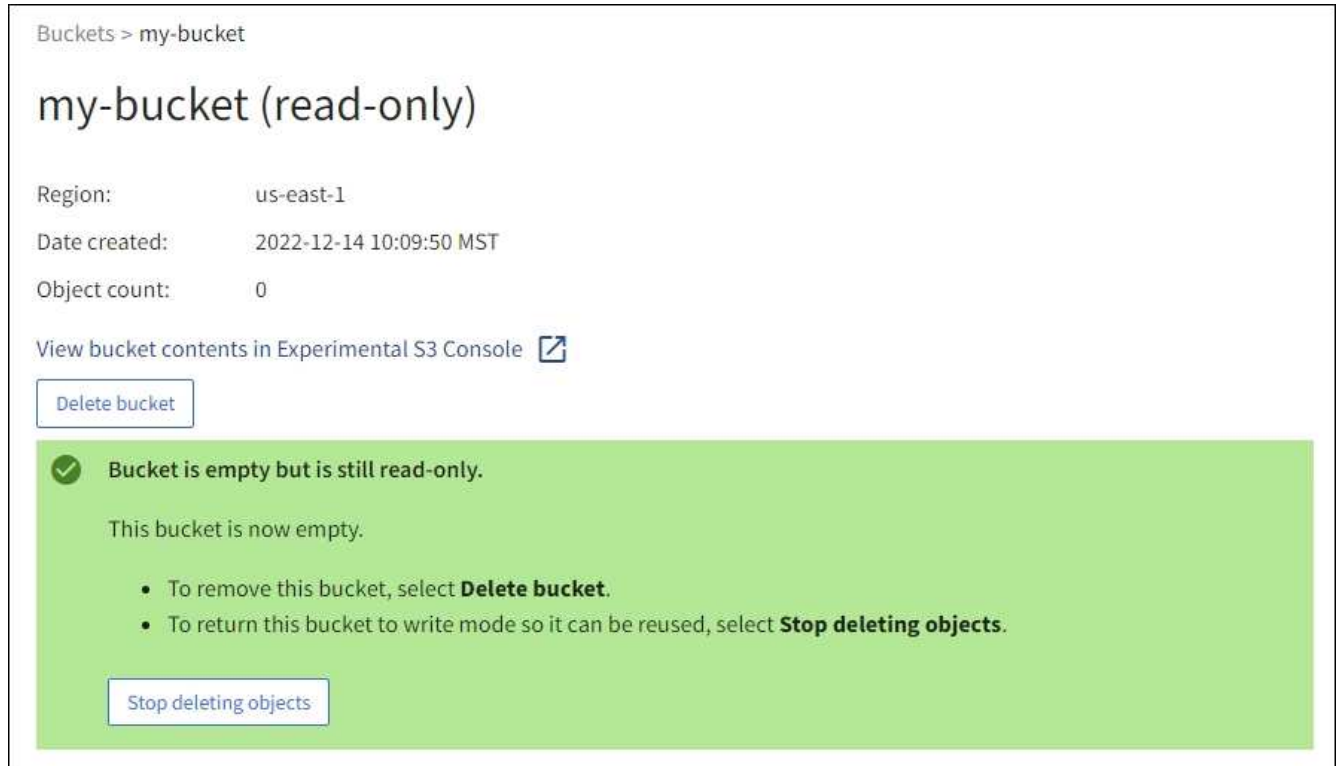 Buckets > my-bucket
my-bucket (read-only)
Region: us-east-1
Date created: 2022-12-14 10:09:50 MST
Object count: 0
View bucket contents in Experimental S3 Console
Delete bucket
Bucket is empty but is still read-only.
This bucket is now empty.
• To remove this bucket, select Delete bucket.
• To return this bucket to write mode so it can be reused, select Stop deleting objects.
Stop deleting objects